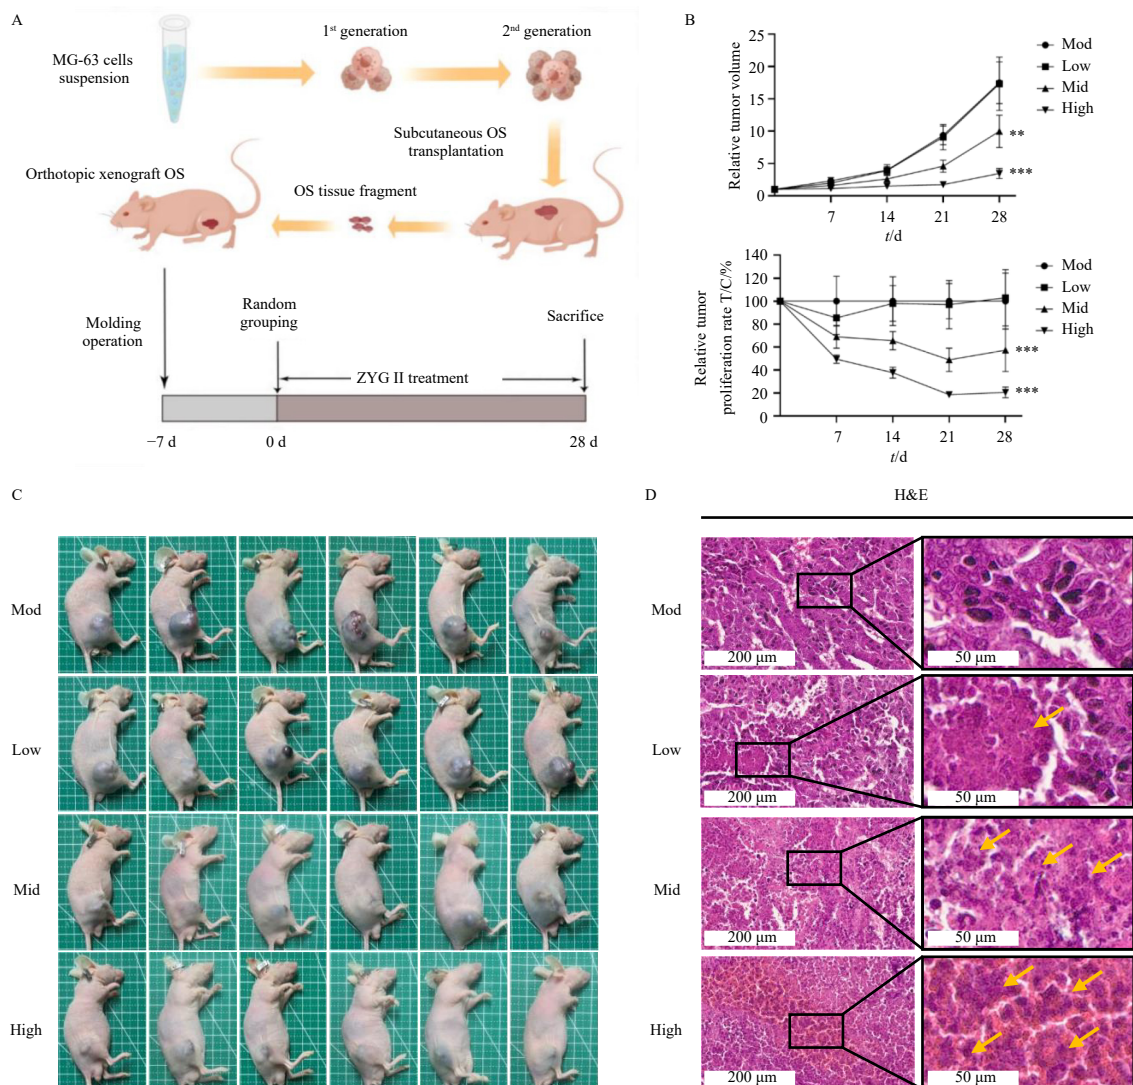 A
MG-63 cells
suspension
1st generation
2nd generation
Subcutaneous OS
transplantation
Orthotopic xenograft OS
OS tissue fragment
Molding
operation
Random
grouping
Sacrifice
ZYG II treatment
−7 d
0 d
28 d
B
Relative tumor volume
25
20
15
10
5
0
7
14
21
28
t/d
Mod
Low
Mid
High
**
***
Relative tumor
proliferation rate T/C/%
140
120
100
80
60
40
20
0
7
14
21
28
t/d
Mod
Low
Mid
High
***
***
C
Mod
Low
Mid
High
D
H&E
Mod
200 μm
50 μm
Low
200 μm
50 μm
Mid
200 μm
50 μm
High
200 μm
50 μm